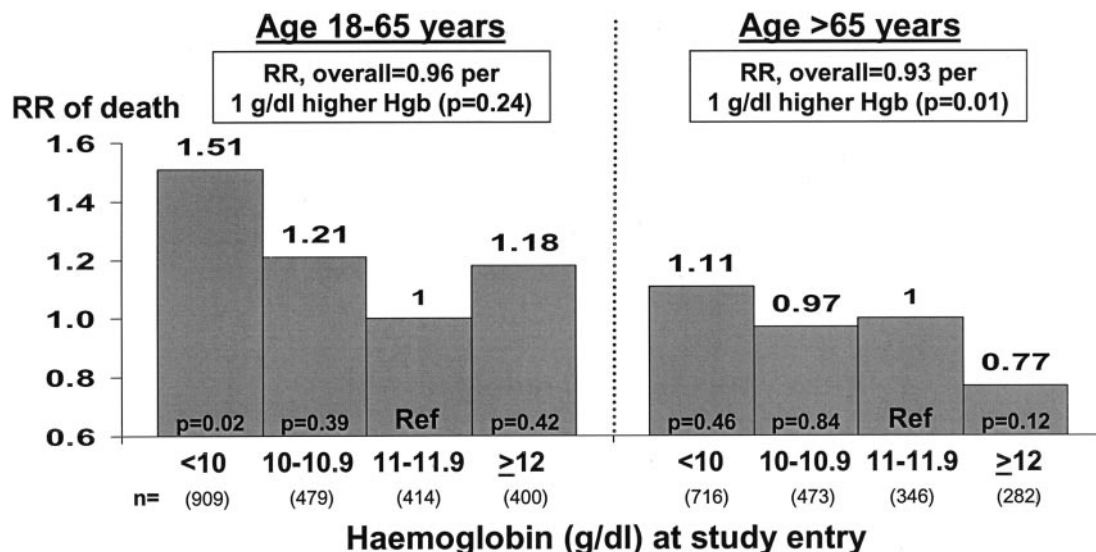 Age 18-65 years
RR, overall=0.96 per
1 g/dl higher Hgb (p=0.24)
Age >65 years
RR, overall=0.93 per
1 g/dl higher Hgb (p=0.01)
RR of death
1.6
1.4
1.2
1.0
0.8
0.6
1.51
1.21
1
1.18
p=0.02
p=0.39
Ref
p=0.42
<10
10-10.9
11-11.9
≥12
n=
(909)
(479)
(414)
(400)
1.11
0.97
1
0.77
p=0.46
p=0.84
Ref
p=0.12
<10
10-10.9
11-11.9
≥12
(716)
(473)
(346)
(282)
Haemoglobin (g/dl) at study entry